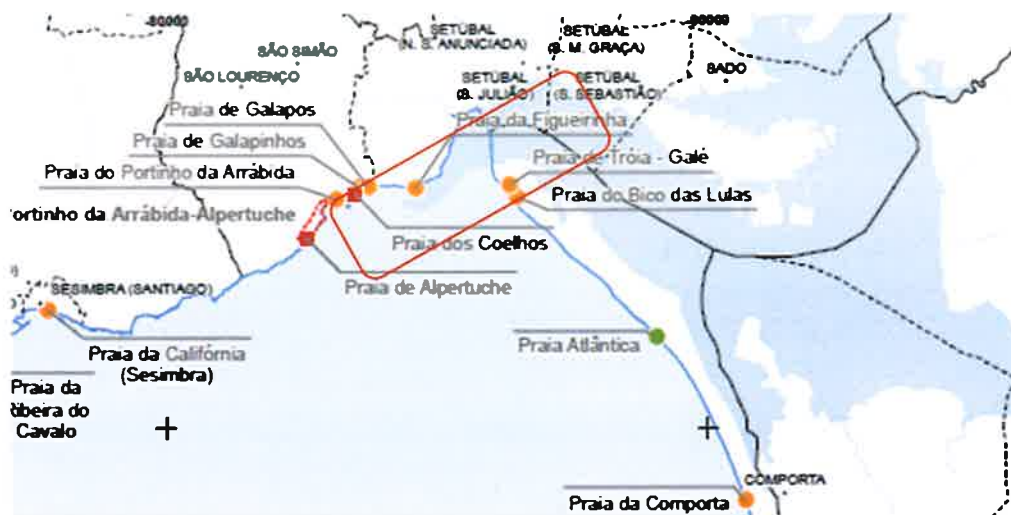 -80000
-80000
SETÚBAL
(N. S. ANUNCIADA)
SETÚBAL
(S. M. GRAÇA)
SÃO SIMÃO
SÃO LOURENÇO
SETÚBAL
(S. JULIÃO)
SETÚBAL
(S. SEBASTIÃO)
SADO
Praia de Galapos
Praia da Figueirinha
Praia de Galapinhos
Praia de Tróia - Galé
Praia do Portinho da Arrábida
Praia do Bico das Lulas
Portinho da Arrábida-Alpertuche
Praia dos Coelhos
Praia de Alpertuche
SESIMBRA (SANTIAGO)
Praia da Califórnia
(Sesimbra)
Praia Atlântica
Praia da
Ribeira do
Cavalo
COMPORTA
Praia da Comporta